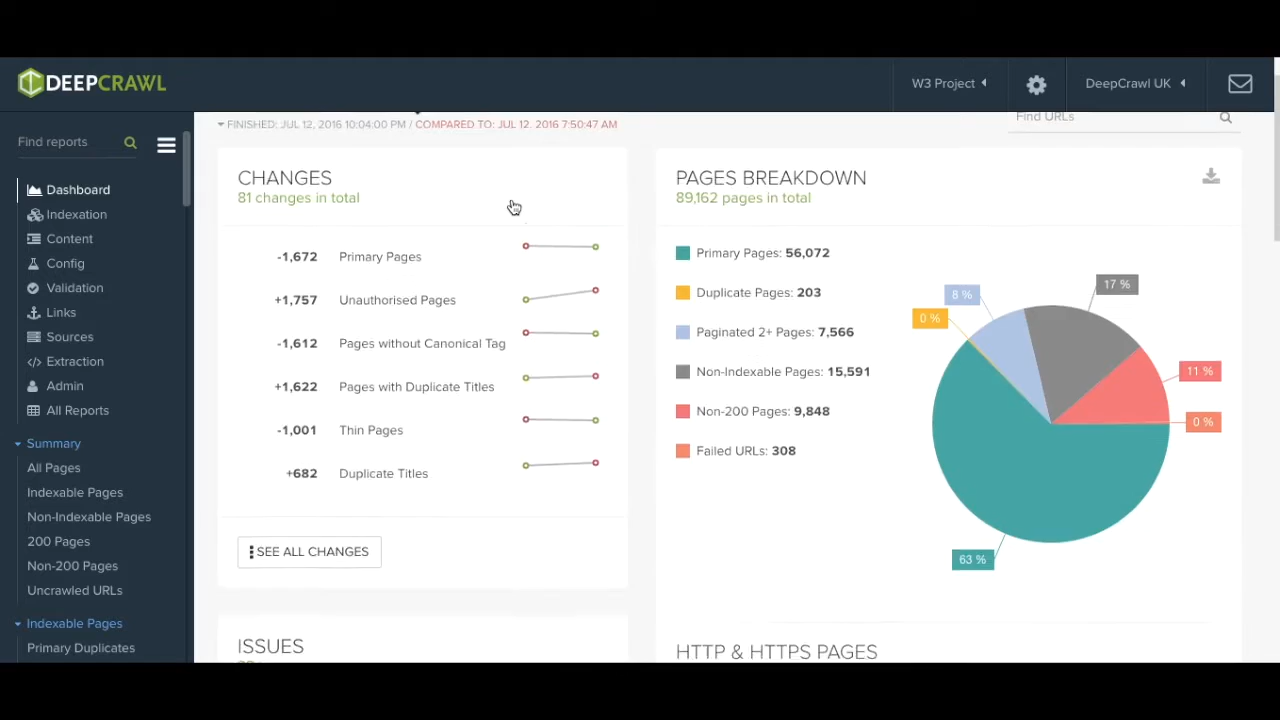 DEEPCRAWL
W3 Project
DeepCrawl UK
Find reports
Dashboard
Indexation
Content
Config
Validation
Links
Sources
Extraction
Admin
All Reports
Summary
All Pages
Indexable Pages
Non-Indexable Pages
200 Pages
Non-200 Pages
Uncrawled URLs
Indexable Pages
Primary Duplicates
FINISHED: JUL 12, 2016 10:04:00 PM / COMPARED TO: JUL 12. 2016 7:50:47 AM
Find URLs
CHANGES
81 changes in total
-1,672 Primary Pages
+1,757 Unauthorised Pages
-1,612 Pages without Canonical Tag
+1,622 Pages with Duplicate Titles
-1,001 Thin Pages
+682 Duplicate Titles
SEE ALL CHANGES
ISSUES
PAGES BREAKDOWN
89,162 pages in total
Primary Pages: 56,072
Duplicate Pages: 203
Paginated 2+ Pages: 7,566
Non-Indexable Pages: 15,591
Non-200 Pages: 9,848
Failed URLs: 308
17 %
8 %
0 %
11 %
0 %
63 %
HTTP & HTTPS PAGES